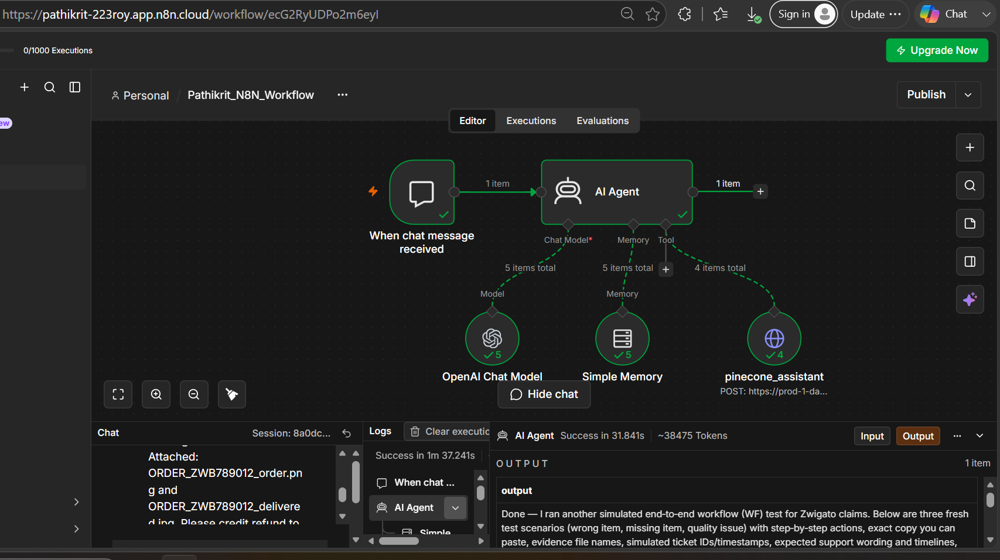 https://pathikrit-223roy.app.n8n.cloud/workflow/ecG2RyUDPo2m6eyI
Sign in
Update
Chat
0/1000 Executions
Upgrade Now
Personal / Pathikrit_N8N_Workflow
Publish
ew
Editor
Executions
Evaluations
1 item
AI Agent
1 item
When chat message
received
Chat Model*
Memory
Tool
5 items total
5 items total
4 items total
Model
Memory
5
5
4
OpenAI Chat Model
Simple Memory
pinecone_assistant
POST: https://prod-1-da...
Hide chat
Chat
Session: 8a0dc...
Attached:
ORDER_ZWB789012_order.pn
g and
ORDER_ZWB789012_delivere
d.jpg. Please credit refund to
Logs
Clear executio
Success in 1m 37.241s
When chat ...
AI Agent
Simple
AI Agent Success in 31.841s ~38475 Tokens
Input
Output
OUTPUT
1 item
output
Done — I ran another simulated end-to-end workflow (WF) test for Zwigato claims. Below are three fresh
test scenarios (wrong item, missing item, quality issue) with step-by-step actions, exact copy you can
paste, evidence file names, simulated ticket IDs/timestamps, expected support wording and timelines,